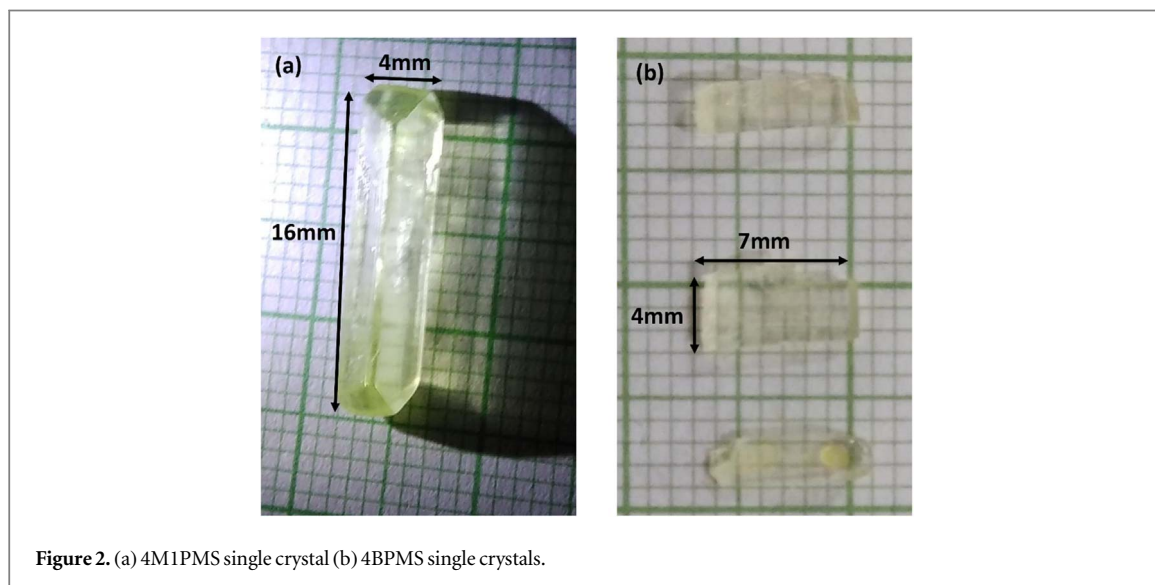 (a)
4mm
16mm
(b)
7mm
4mm
Figure 2. (a) 4M1PMS single crystal (b) 4BPMS single crystals.